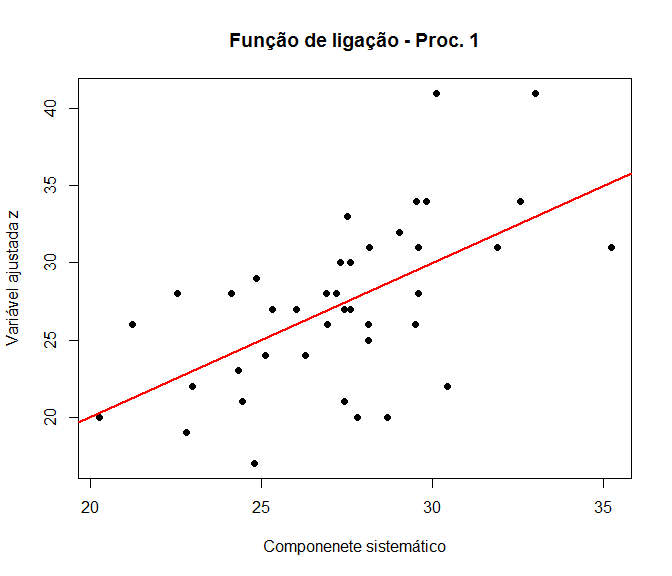 Função de ligação - Proc. 1
40
35
30
25
20
Variável ajustada z
20 25 30 35
Componenete sistemático